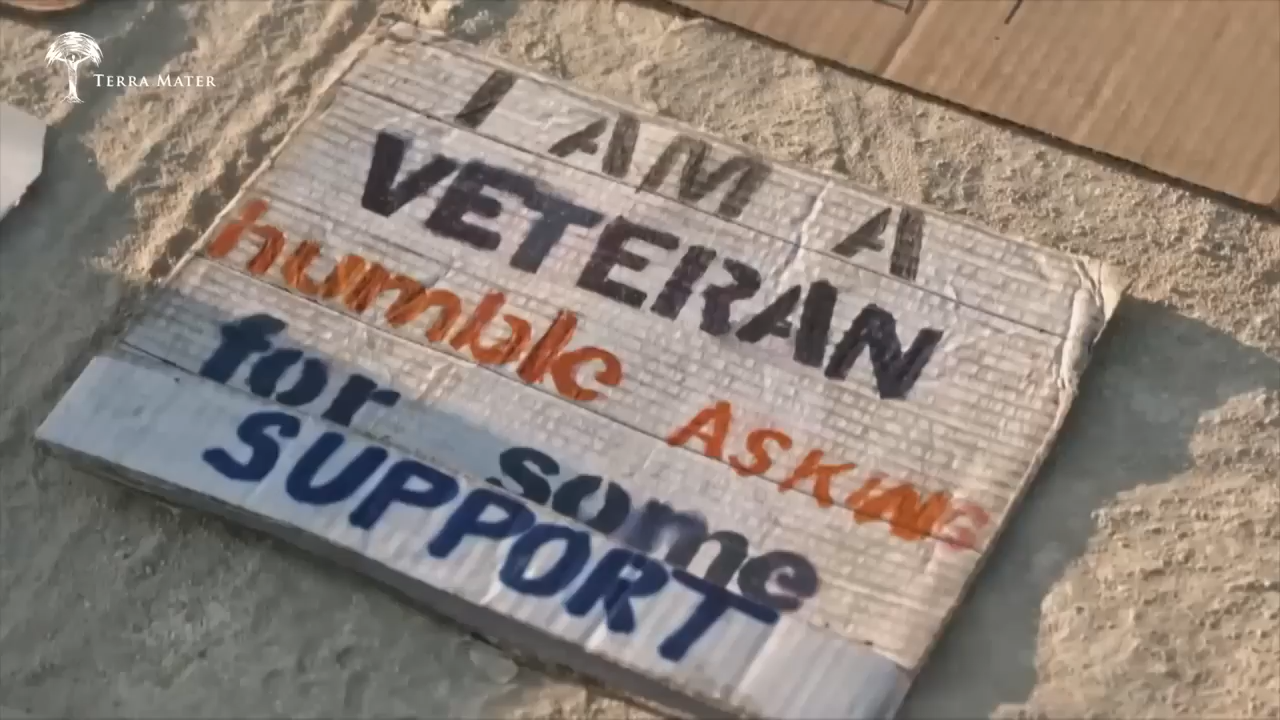 TERRA MATER
I AM A
VETERAN
humble ASKING
for some
SUPPORT